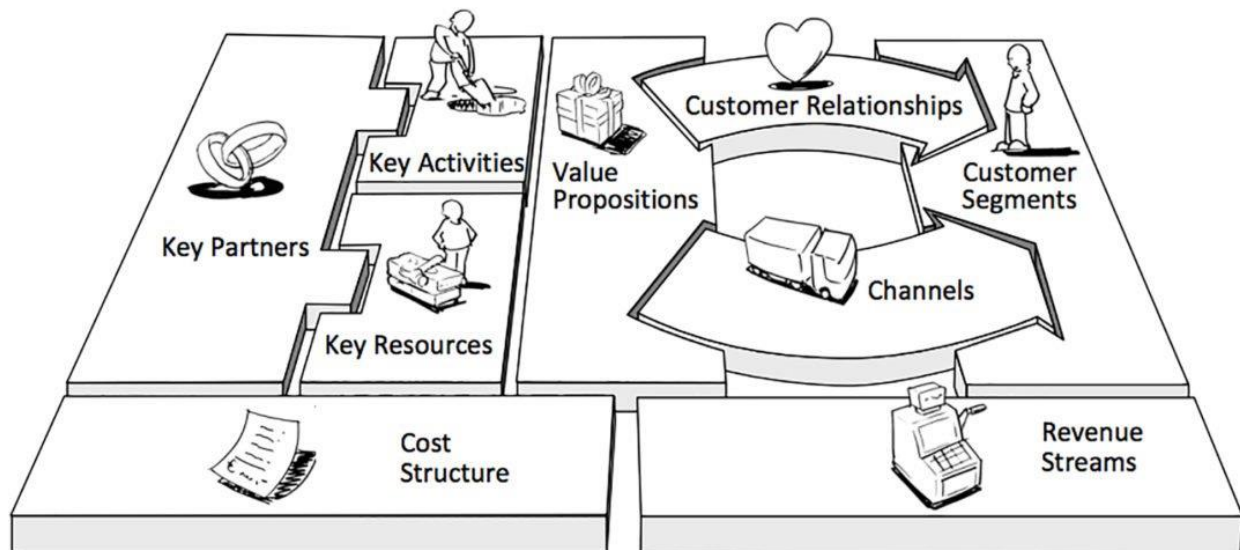 Customer Relationships
Key Activities
Value
Propositions
Customer
Segments
Key Partners
Channels
Key Resources
Cost
Structure
Revenue
Streams